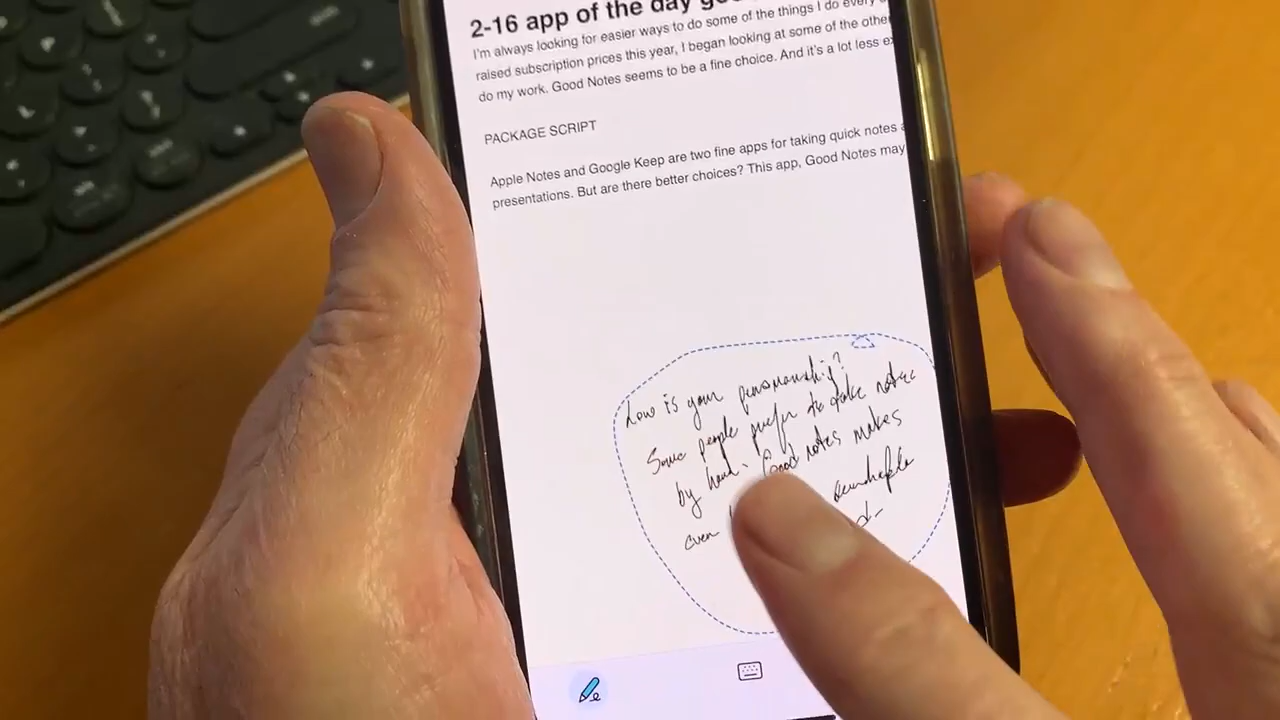 2-16 app of the day
I'm always looking for easier ways to do some of the things I do every
raised subscription prices this year, I began looking at some of the other
do my work. Good Notes seems to be a fine choice. And it's a lot less
PACKAGE SCRIPT
Apple Notes and Google Keep are two fine apps for taking quick notes
presentations. But are there better choices? This app, Good Notes may
How is your penmanship?
Some people prefer to take notes
by hand. Good notes makes
even